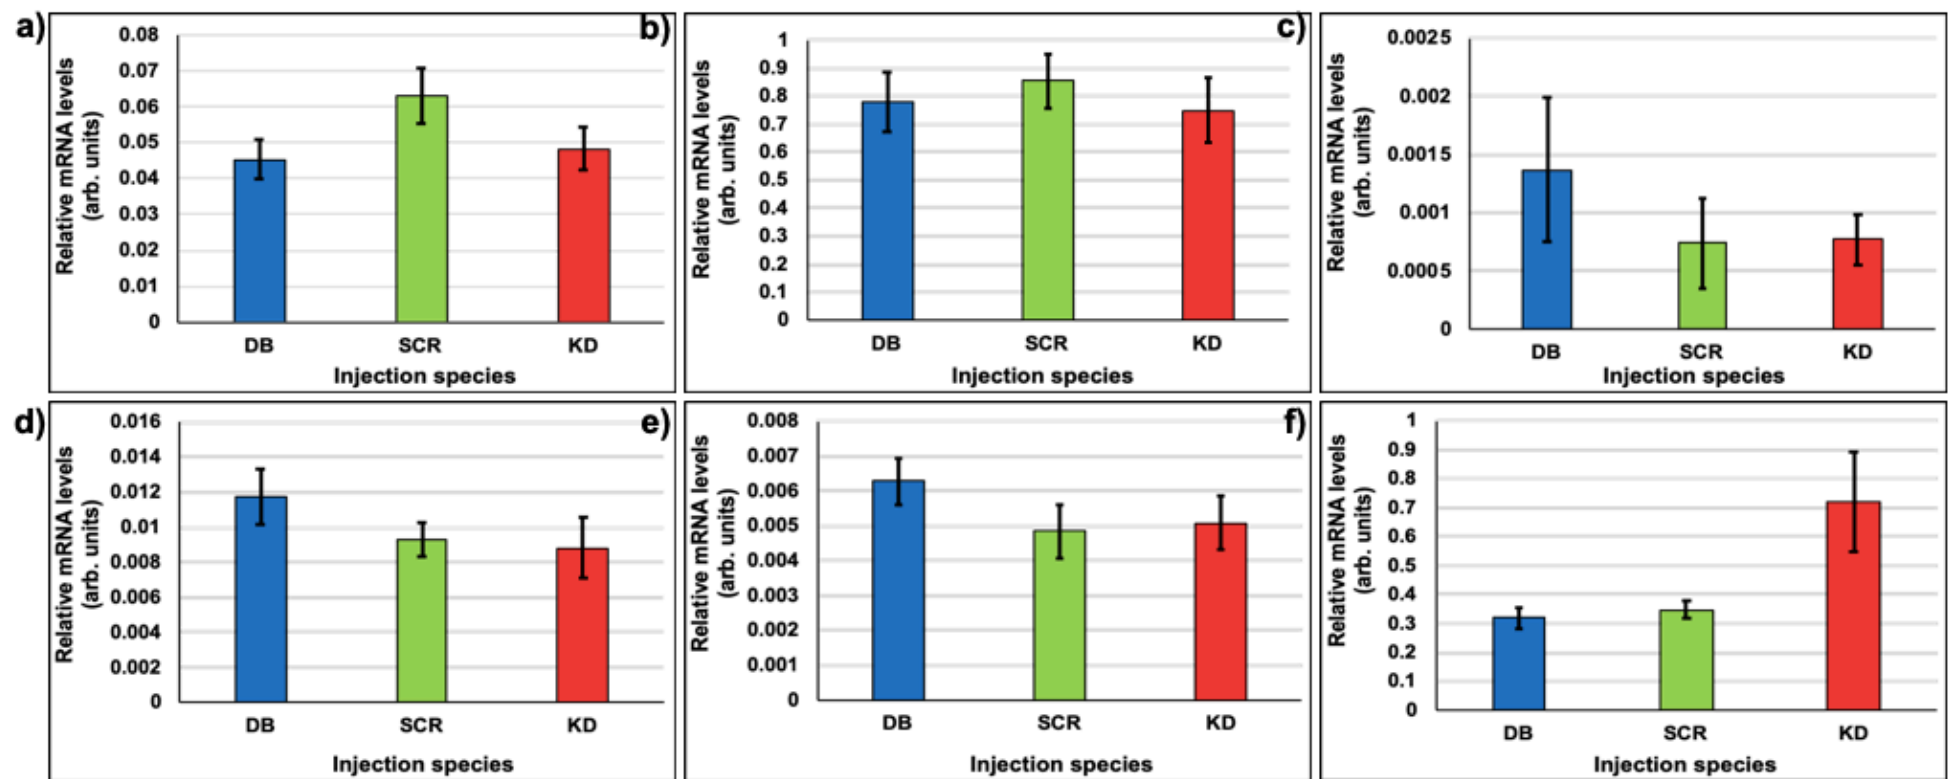 a)
Relative mRNA levels
(arb. units)
0.08
0.07
0.06
0.05
0.04
0.03
0.02
0.01
0
DB SCR KD
Injection species
b)
Relative mRNA levels
(arb. units)
1
0.9
0.8
0.7
0.6
0.5
0.4
0.3
0.2
0.1
0
DB SCR KD
Injection species
c)
Relative mRNA levels
(arb. units)
0.0025
0.002
0.0015
0.001
0.0005
0
DB SCR KD
Injection species
d)
Relative mRNA levels
(arb. units)
0.016
0.014
0.012
0.01
0.008
0.006
0.004
0.002
0
DB SCR KD
Injection species
e)
Relative mRNA levels
(arb. units)
0.008
0.007
0.006
0.005
0.004
0.003
0.002
0.001
0
DB SCR KD
Injection species
f)
Relative mRNA levels
(arb. units)
1
0.9
0.8
0.7
0.6
0.5
0.4
0.3
0.2
0.1
0
DB SCR KD
Injection species